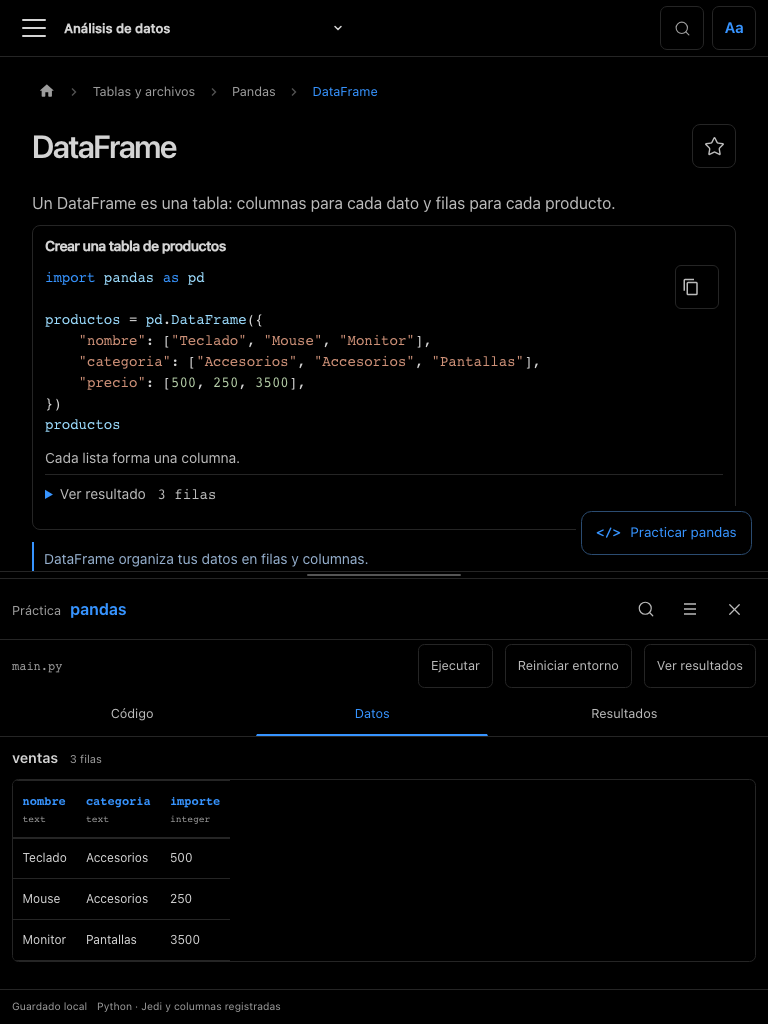 Análisis de datos
Aa
Tablas y archivos
Pandas
DataFrame
DataFrame
Un DataFrame es una tabla: columnas para cada dato y filas para cada producto.
Crear una tabla de productos
import pandas as pd
productos = pd.DataFrame({
    "nombre": ["Teclado", "Mouse", "Monitor"],
    "categoria": ["Accesorios", "Accesorios", "Pantallas"],
    "precio": [500, 250, 3500],
})
productos
Cada lista forma una columna.
Ver resultado 3 filas
</> Practicar pandas
DataFrame organiza tus datos en filas y columnas.
Práctica pandas
main.py
Ejecutar
Reiniciar entorno
Ver resultados
Código
Datos
Resultados
ventas 3 filas
nombre categoria importe
text text integer
Teclado Accesorios 500
Mouse Accesorios 250
Monitor Pantallas 3500
Guardado local Python · Jedi y columnas registradas